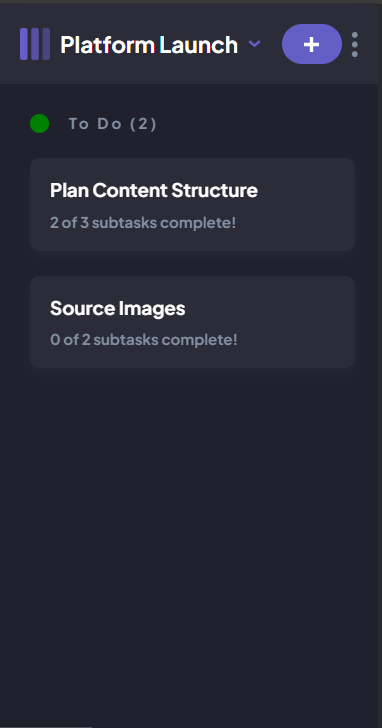 Platform Launch
To Do (2)
Plan Content Structure
2 of 3 subtasks complete!
Source Images
0 of 2 subtasks complete!